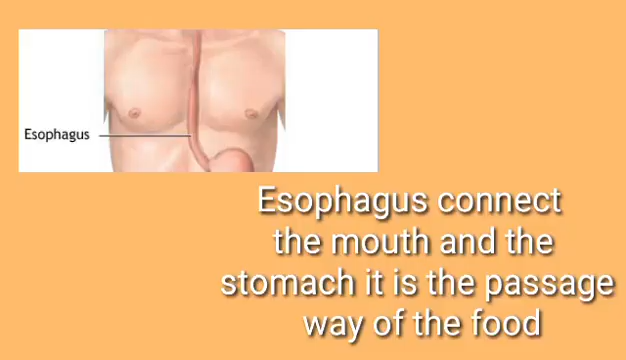 Esophagus
Esophagus connect
the mouth and the
stomach it is the passage
way of the food